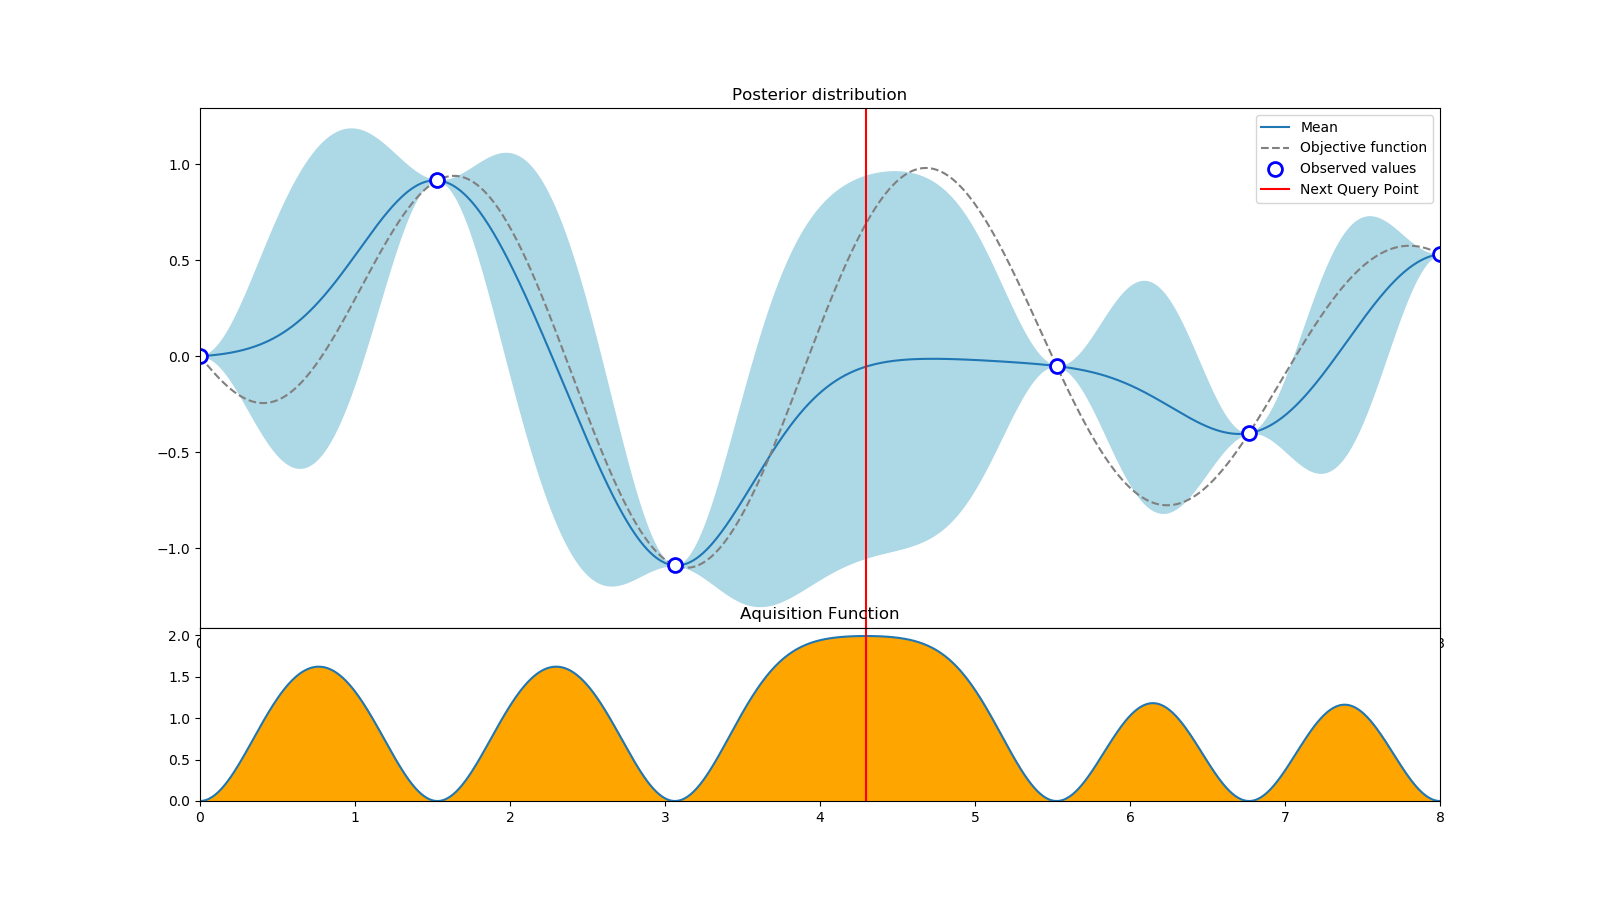 Posterior distribution
Mean
Objective function
Observed values
Next Query Point
1.0
0.5
0.0
−0.5
−1.0
Aquisition Function
2.0
1.5
1.0
0.5
0.0
0 1 2 3 4 5 6 7 8